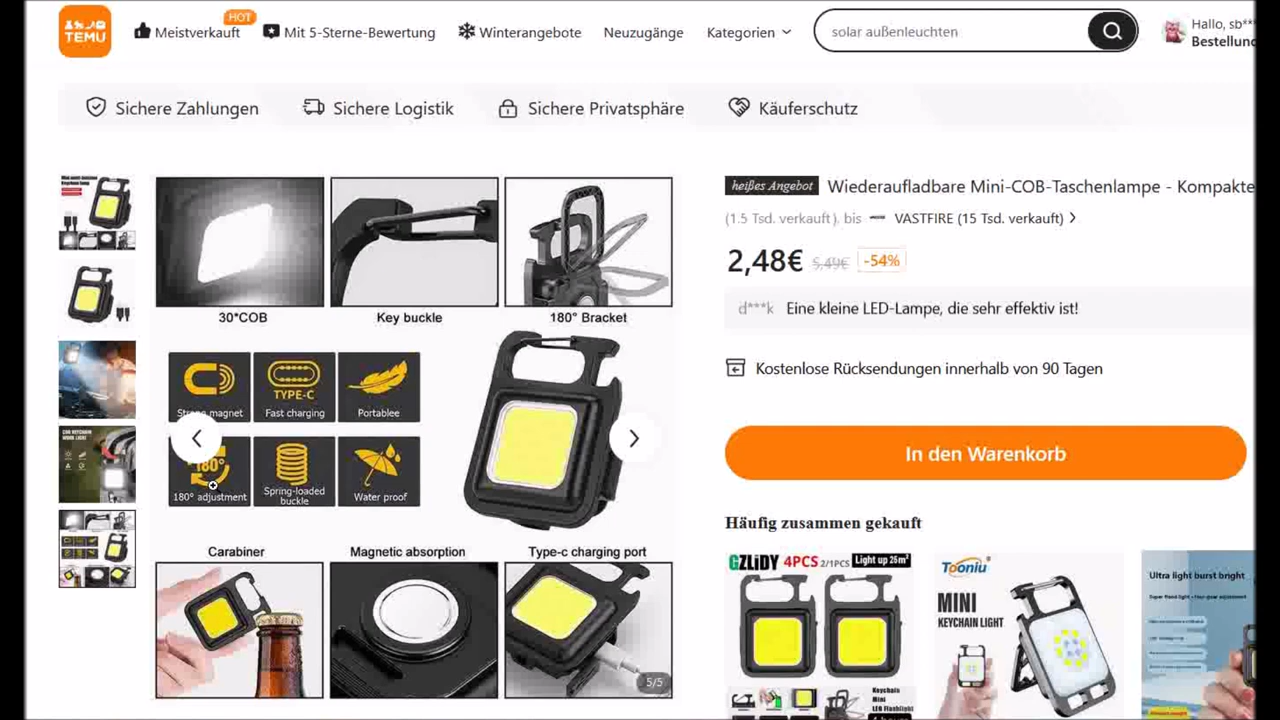 TEMU
Meistverkauft
HOT
Mit 5-Sterne-Bewertung
Winterangebote
Neuzugänge
Kategorien
solar außenleuchten
Hallo, sb**
Bestellun
Sichere Zahlungen
Sichere Logistik
Sichere Privatsphäre
Käuferschutz
30*COB
Key buckle
180° Bracket
Strong magnet
TYPE-C
Fast charging
Portablee
180°
180° adjustment
Spring-loaded
buckle
Water proof
Carabiner
Magnetic absorption
Type-c charging port
5/5
heißes Angebot
Wiederaufladbare Mini-COB-Taschenlampe - Kompakte
(1.5 Tsd. verkauft). bis
VASTFIRE (15 Tsd. verkauft)
2,48€ 5,49€ -54%
d***k Eine kleine LED-Lampe, die sehr effektiv ist!
Kostenlose Rücksendungen innerhalb von 90 Tagen
In den Warenkorb
Häufig zusammen gekauft
GZLIDY 4PCS 2/1PCS Light up 25m²
Keychain
Mini
LED Flashlight
Tooniu
MINI
KEYCHAIN LIGHT
Ultra light burst bright